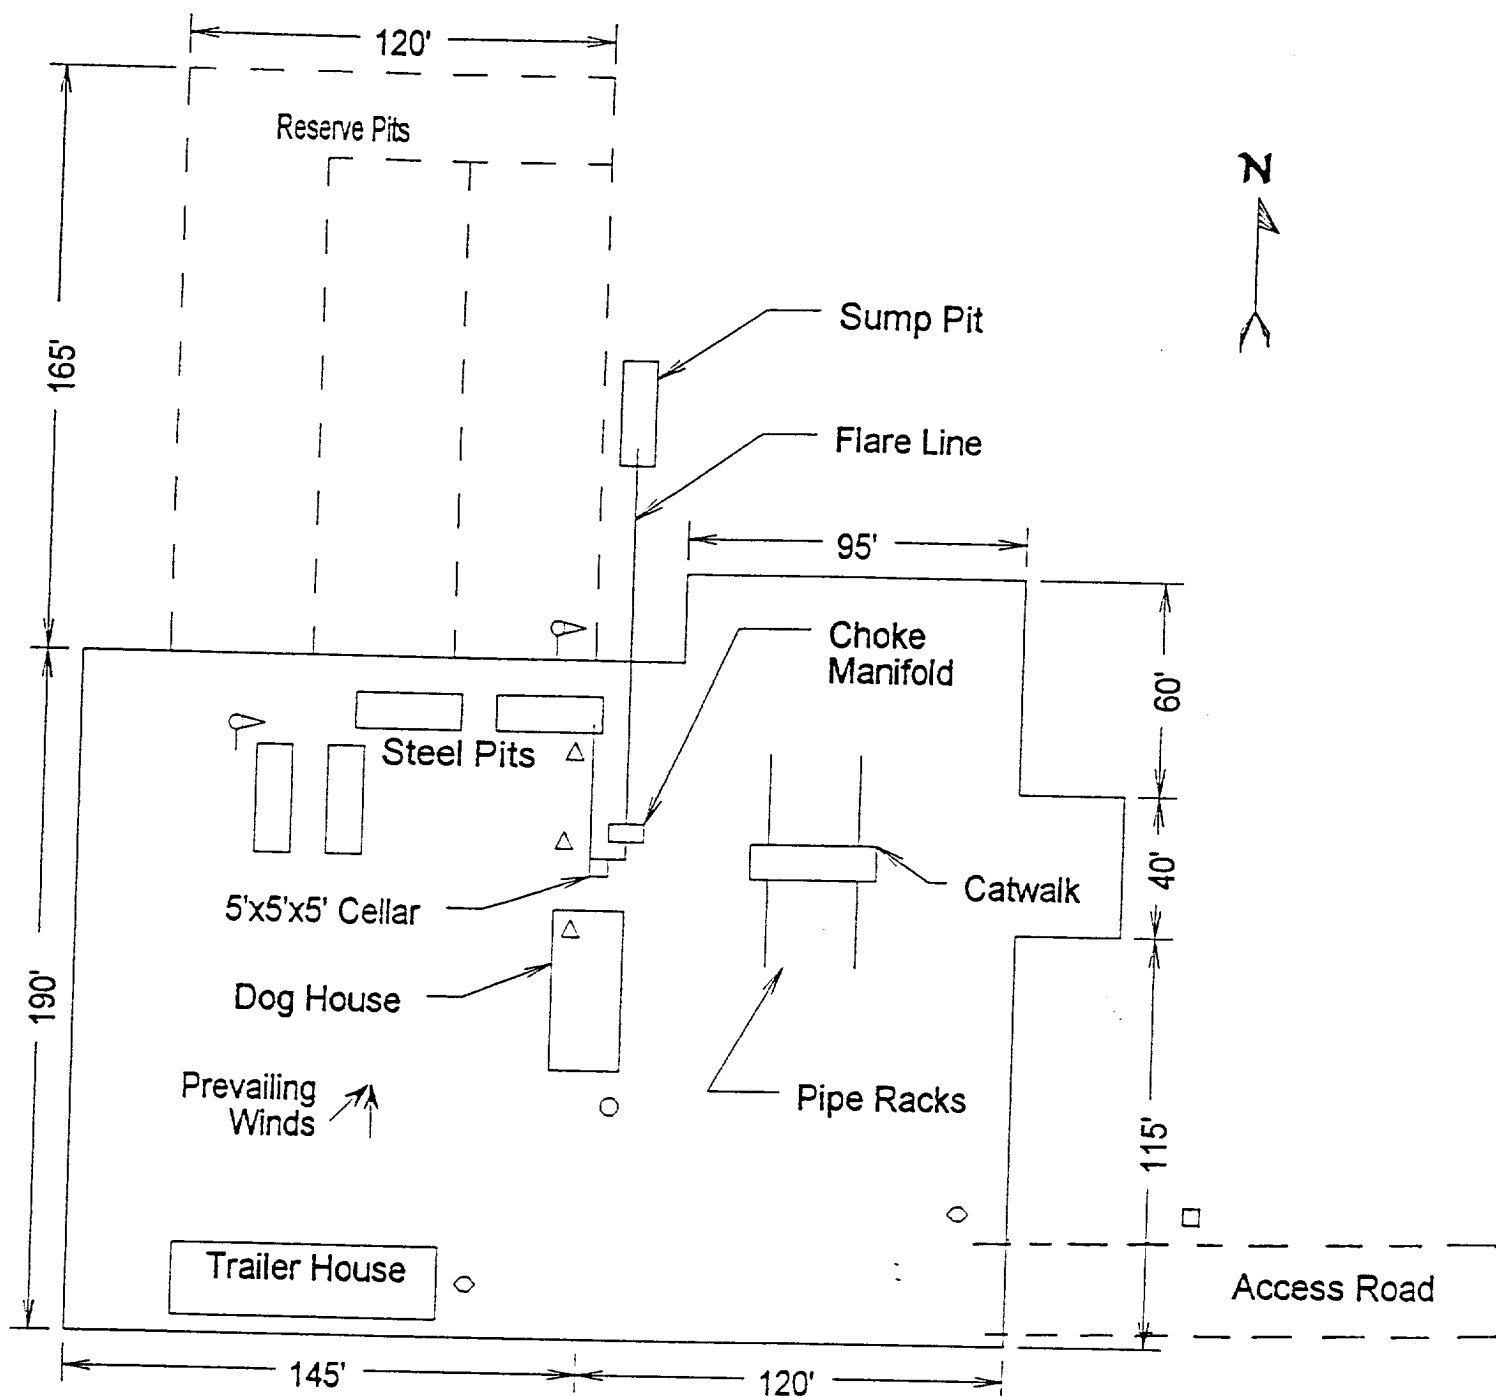 120'
Reserve Pits
N
165'
Sump Pit
Flare Line
95'
Choke
Manifold
60'
Steel Pits
40'
Catwalk
5'x5'x5' Cellar
190'
Dog House
Prevailing
Winds
Pipe Racks
115'
Trailer House
Access Road
145'
120'